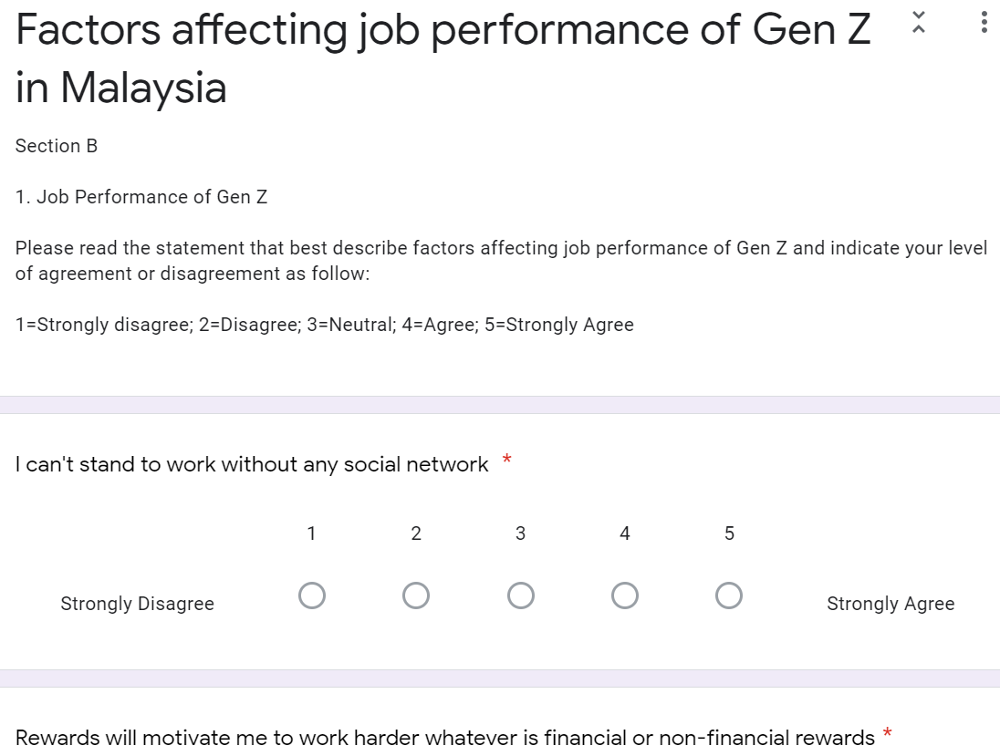 Factors affecting job performance of Gen Z
in Malaysia
Section B
1. Job Performance of Gen Z
Please read the statement that best describe factors affecting job performance of Gen Z and indicate your level
of agreement or disagreement as follow:
1=Strongly disagree; 2=Disagree; 3=Neutral; 4=Agree; 5=Strongly Agree
I can't stand to work without any social network *
1 2 3 4 5
Strongly Disagree Strongly Agree
Rewards will motivate me to work harder whatever is financial or non-financial rewards *